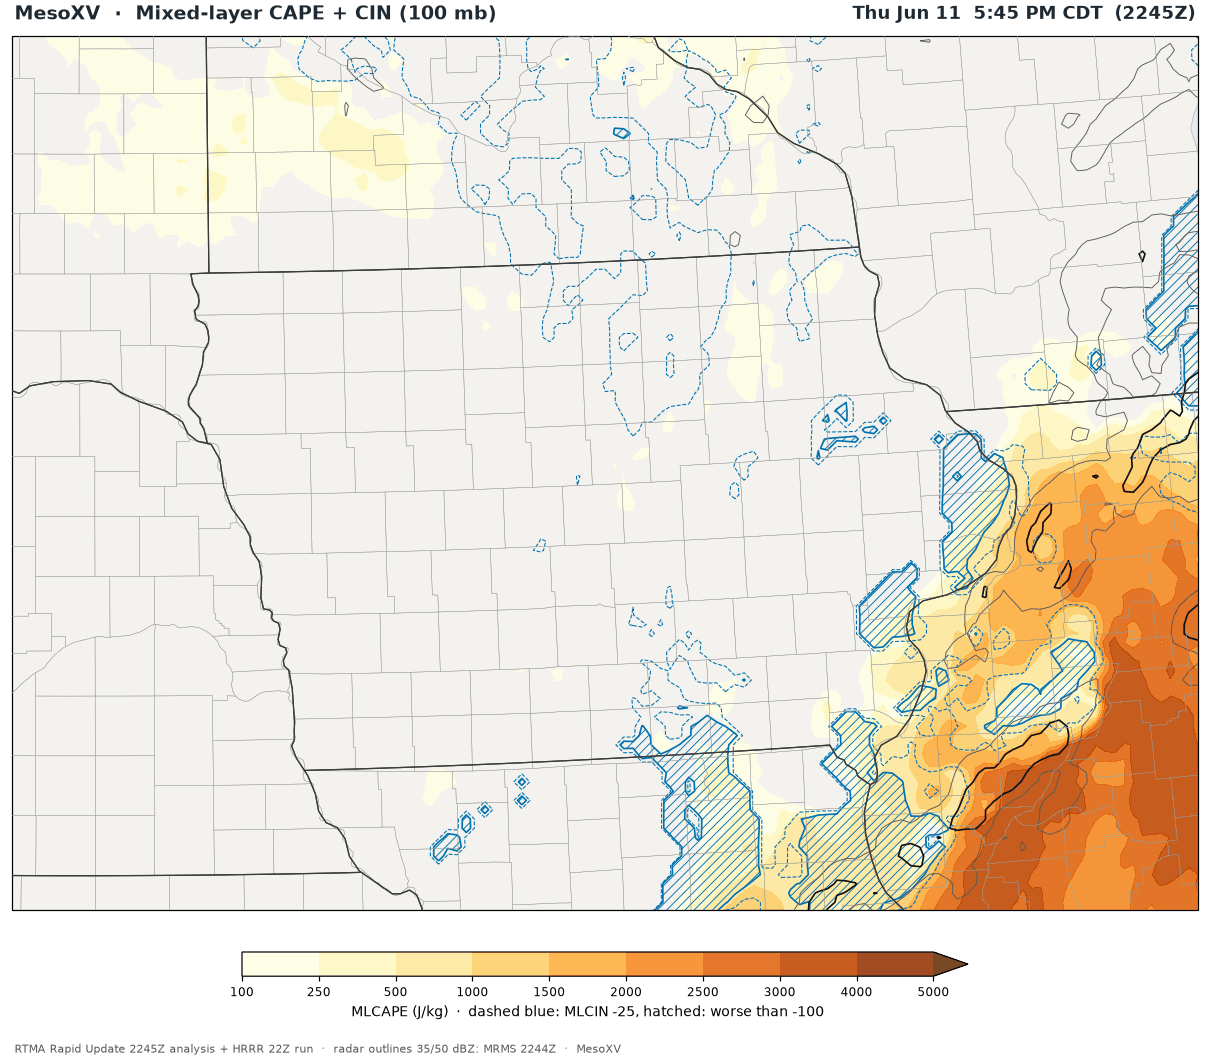 MesoXV · Mixed-layer CAPE + CIN (100 mb)
Thu Jun 11 5:45 PM CDT (2245Z)
100 250 500 1000 1500 2000 2500 3000 4000 5000
MLCAPE (J/kg) · dashed blue: MLCIN -25, hatched: worse than -100
RTMA Rapid Update 2245Z analysis + HRRR 22Z run · radar outlines 35/50 dBZ: MRMS 2244Z · MesoXV